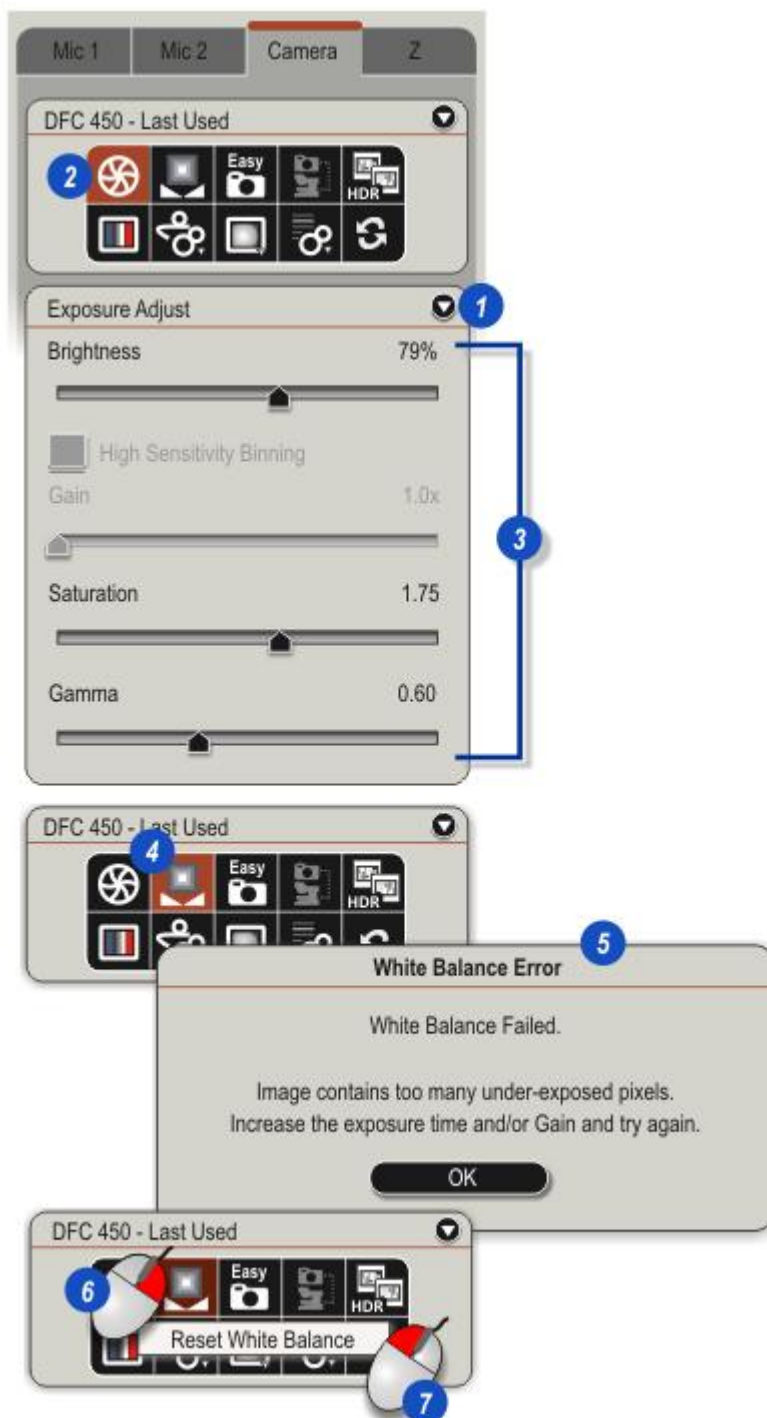 Mic 1 Mic 2 Camera Z
DFC 450 - Last Used
2
Easy
HDR
Exposure Adjust
1
Brightness 79%
High Sensitivity Binning
Gain 1.0x
3
Saturation 1.75
Gamma 0.60
DFC 450 - Last Used
4
Easy
HDR
5
White Balance Error
White Balance Failed.
Image contains too many under-exposed pixels.
Increase the exposure time and/or Gain and try again.
OK
DFC 450 - Last Used
6
Easy
HDR
Reset White Balance
7